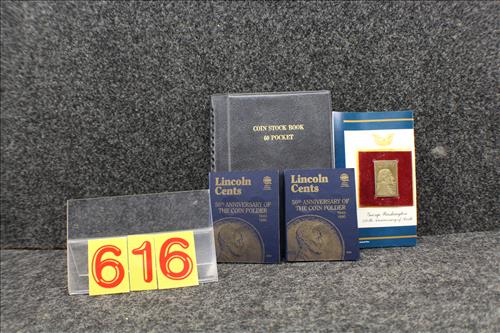 COIN STOCK BOOK
60 POCKET
Lincoln
Cents
50TH ANNIVERSARY OF
THE COIN FOLDER
Lincoln
Cents
50TH ANNIVERSARY OF
THE COIN FOLDER
George Washington
616